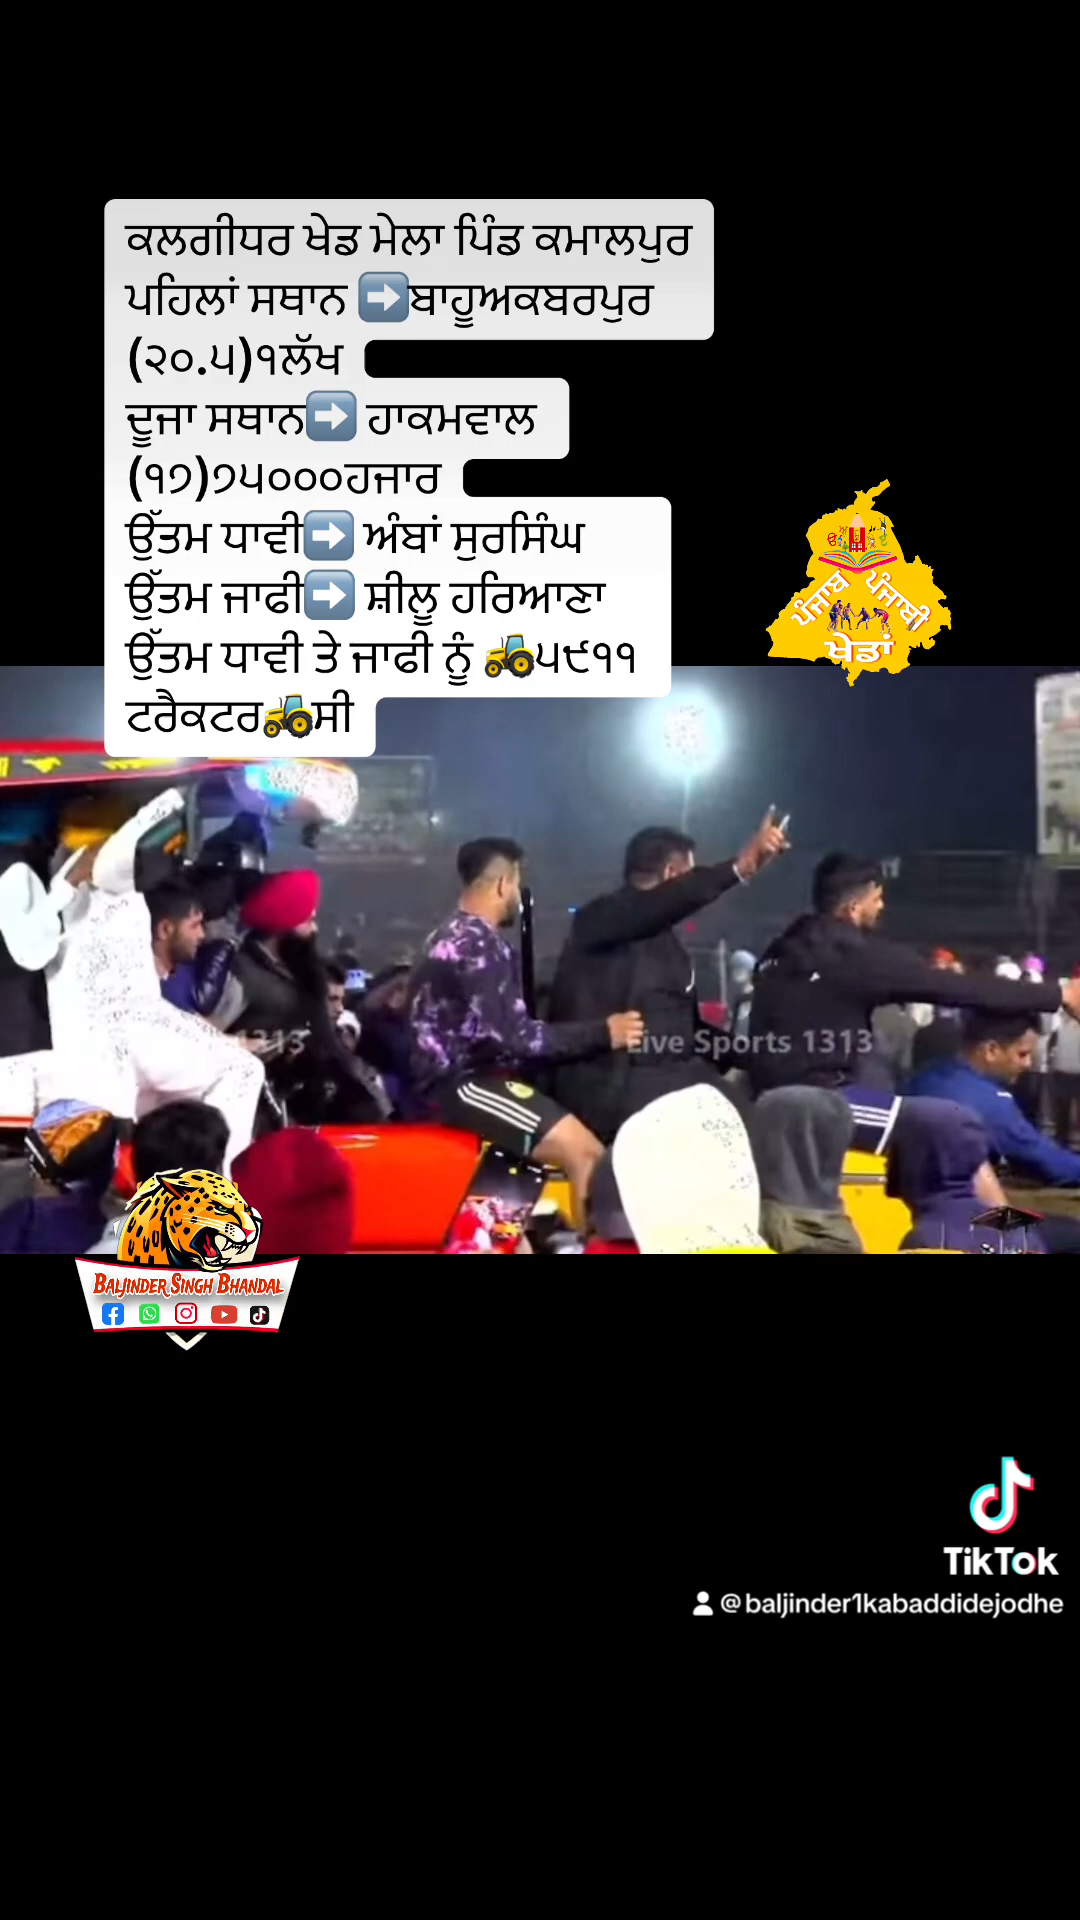 ਕਲਗੀਧਰ ਖੇਡ ਮੇਲਾ ਪਿੰਡ ਕਮਾਲਪੁਰ
ਪਹਿਲਾਂ ਸਥਾਨ ➡️ਬਾਹੂਅਕਬਰਪੁਰ
(੨੦.੫)੧ਲੱਖ
ਦੂਜਾ ਸਥਾਨ➡️ ਹਾਕਮਵਾਲ
(੧੭)੭੫੦੦੦ਹਜਾਰ
ਉੱਤਮ ਧਾਵੀ➡️ ਅੰਬਾਂ ਸੁਰਸਿੰਘ
ਉੱਤਮ ਜਾਫੀ➡️ ਸ਼ੀਲੂ ਹਰਿਆਣਾ
ਉੱਤਮ ਧਾਵੀ ਤੇ ਜਾਫੀ ਨੂੰ 🚜੫੯੧੧
ਟਰੈਕਟਰ🚜ਸੀ
ਪੰਜਾਬ ਪੰਜਾਬੀ
ਖੇਡਾਂ
1313
Live Sports 1313
BALJINDER SINGH BHANDAL
TikTok
@baljinder1kabaddidejodhe